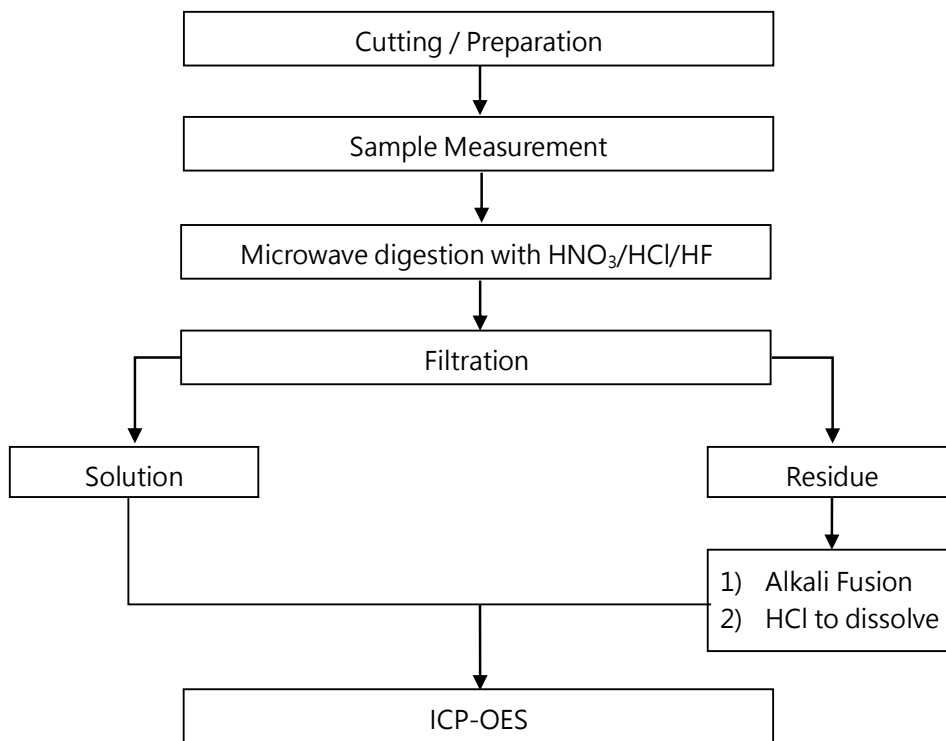 Cutting / Preparation
Sample Measurement
Microwave digestion with HNO₃/HCl/HF
Filtration
Solution
Residue
1) Alkali Fusion
2) HCl to dissolve
ICP-OES